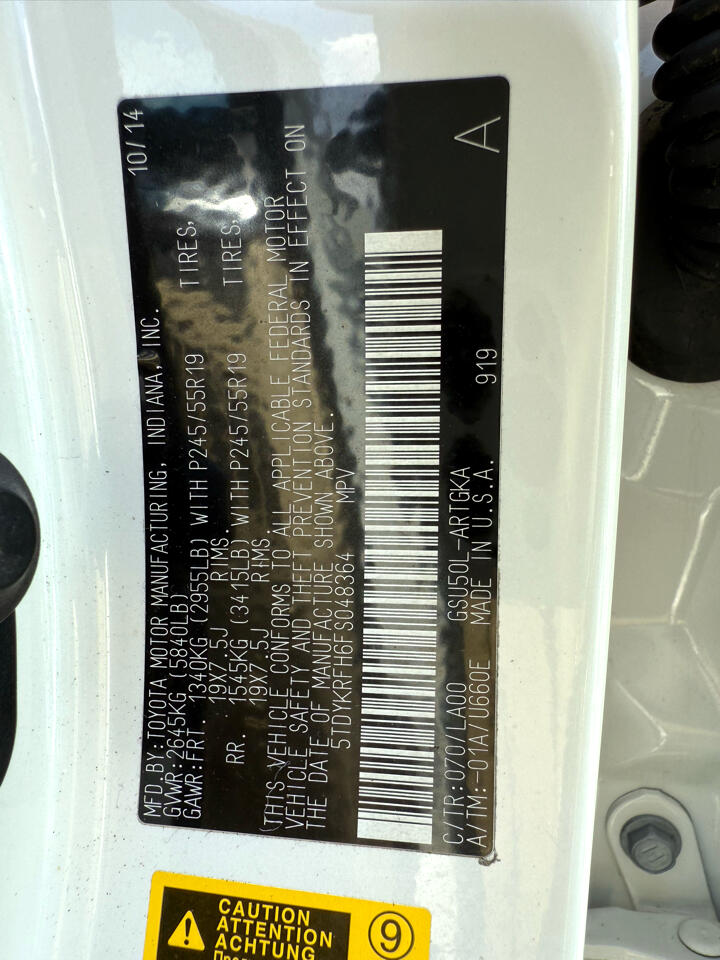 MFD.BY:TOYOTA MOTOR MANUFACTURING, INDIANA, INC. 10/14
GVWR:2645KG (5840LB)
GAWR:FRT. 1340KG (2955LB) WITH P245/55R19 TIRES,
19X7.5J RIMS.
RR. 1545KG (3415LB) WITH P245/55R19 TIRES,
19X7.5J RIMS.
(THIS VEHICLE CONFORMS TO ALL APPLICABLE FEDERAL MOTOR
VEHICLE SAFETY AND THEFT PREVENTION STANDARDS IN EFFECT ON
THE DATE OF MANUFACTURE SHOWN ABOVE.
5TDYKRFH6FS048364 MPV
C/TR:070/LA00 GSU50L-ARTGKA A
A/TM:-01A/U660E MADE IN U.S.A. 919
CAUTION
ATTENTION
ACHTUNG
9